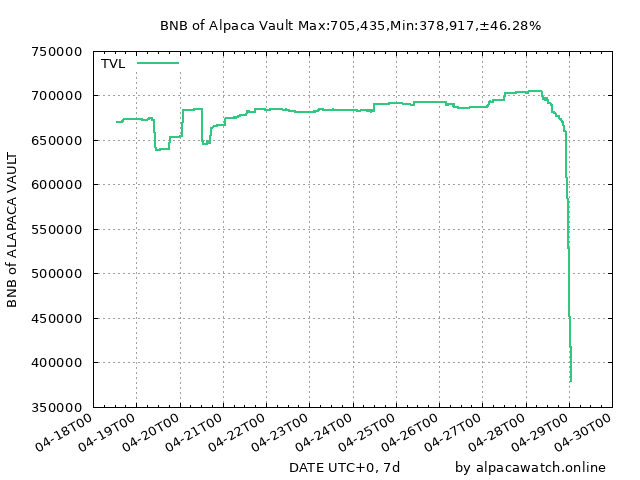 BNB of Alpaca Vault Max:705,435,Min:378,917,±46.28%
TVL
750000
700000
650000
600000
550000
500000
450000
400000
350000
BNB of ALAPACA VAULT
04-18T00
04-19T00
04-20T00
04-21T00
04-22T00
04-23T00
04-24T00
04-25T00
04-26T00
04-27T00
04-28T00
04-29T00
04-30T00
DATE UTC+0, 7d
by alpacawatch.online